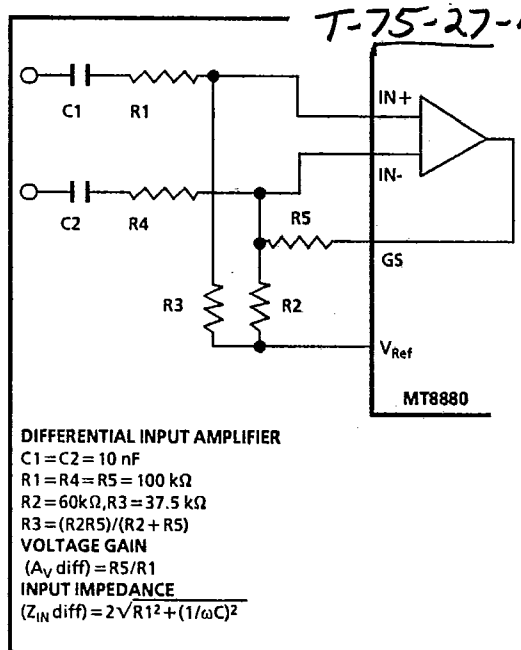 T-75-27-
C1
R1
IN+
IN-
C2
R4
R5
GS
R3
R2
VRef
MT8880
DIFFERENTIAL INPUT AMPLIFIER
C1=C2=10 nF
R1=R4=R5=100 kΩ
R2=60kΩ,R3=37.5 kΩ
R3=(R2R5)/(R2+R5)
VOLTAGE GAIN
(AV diff)=R5/R1
INPUT IMPEDANCE
(ZIN diff)=2√R1²+(1/ωC)²